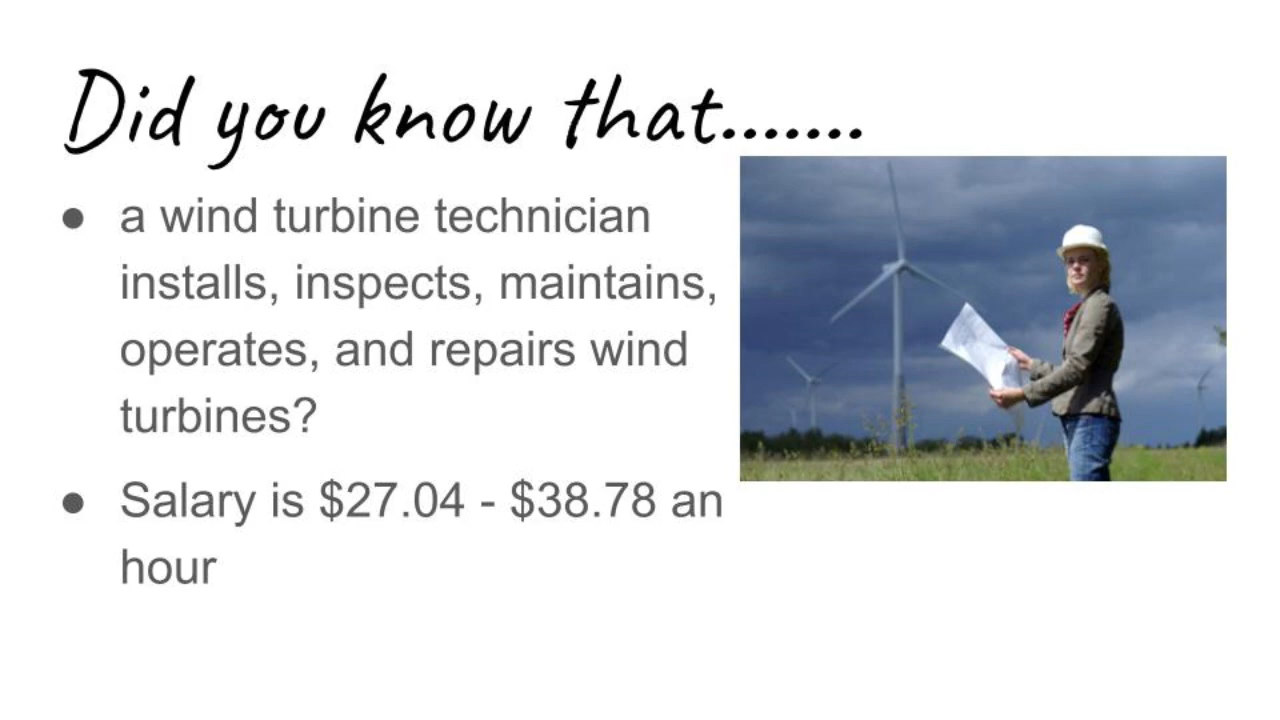 Did you know that.......
● a wind turbine technician
installs, inspects, maintains,
operates, and repairs wind
turbines?
● Salary is $27.04 - $38.78 an
hour